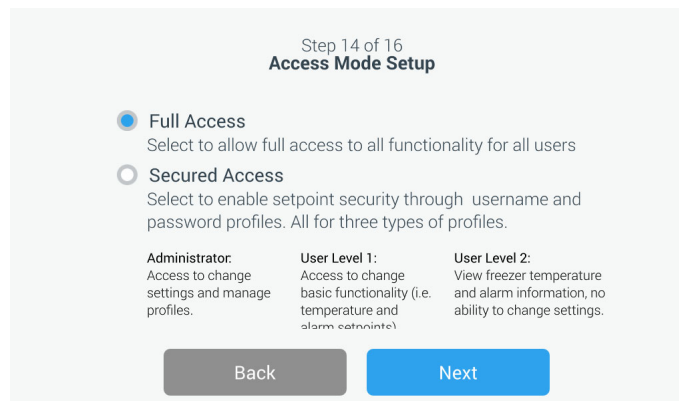 Step 14 of 16
Access Mode Setup
Full Access
Select to allow full access to all functionality for all users
Secured Access
Select to enable setpoint security through username and
password profiles. All for three types of profiles.
Administrator:
Access to change
settings and manage
profiles.
User Level 1:
Access to change
basic functionality (i.e.
temperature and
alarm setpoints)
User Level 2:
View freezer temperature
and alarm information, no
ability to change settings.
Back
Next